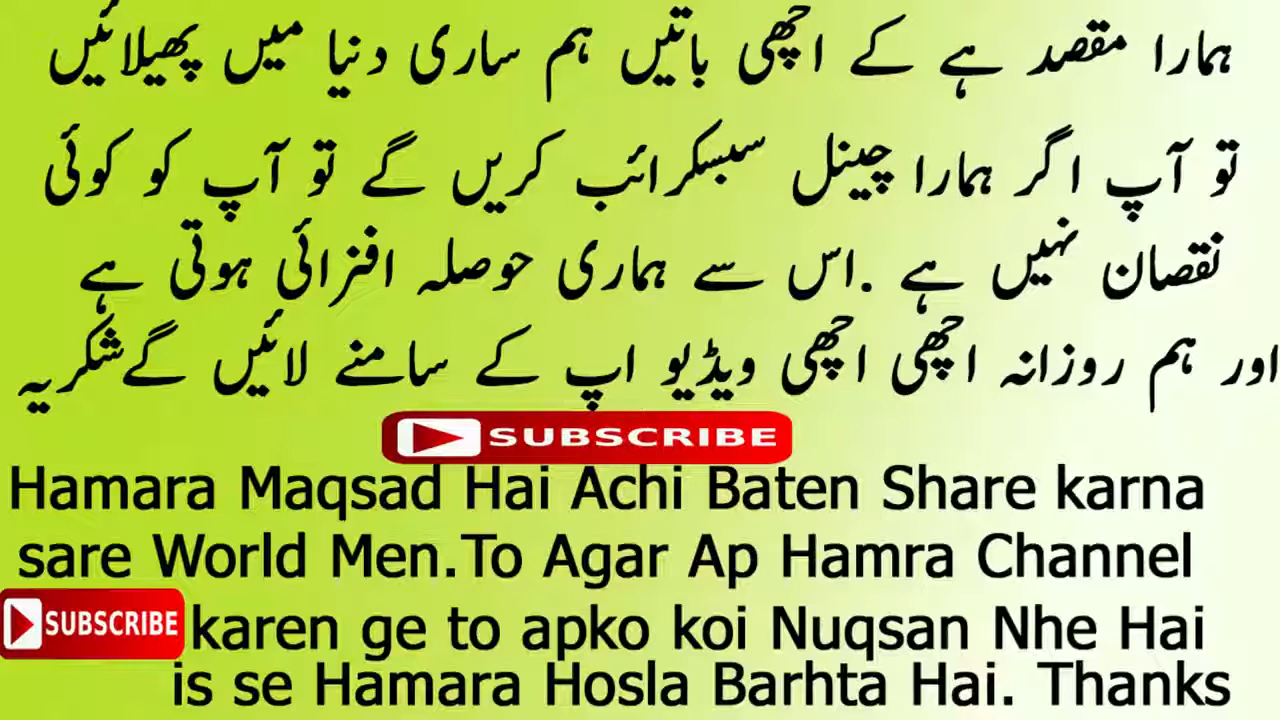 ہمارا مقصد ہے کے اچھی باتیں ہم ساری دنیا میں پھیلائیں
تو آپ اگر ہمارا چینل سبسکرائب کریں گے تو آپ کو کوئی
نقصان نہیں ہے .اس سے ہماری حوصلہ افزائی ہوتی ہے
اور ہم روزانہ اچھی اچھی ویڈیو اپ کے سامنے لائیں گے شکریہ
SUBSCRIBE
Hamara Maqsad Hai Achi Baten Share karna
sare World Men.To Agar Ap Hamra Channel
SUBSCRIBE karen ge to apko koi Nuqsan Nhe Hai
is se Hamara Hosla Barhta Hai. Thanks